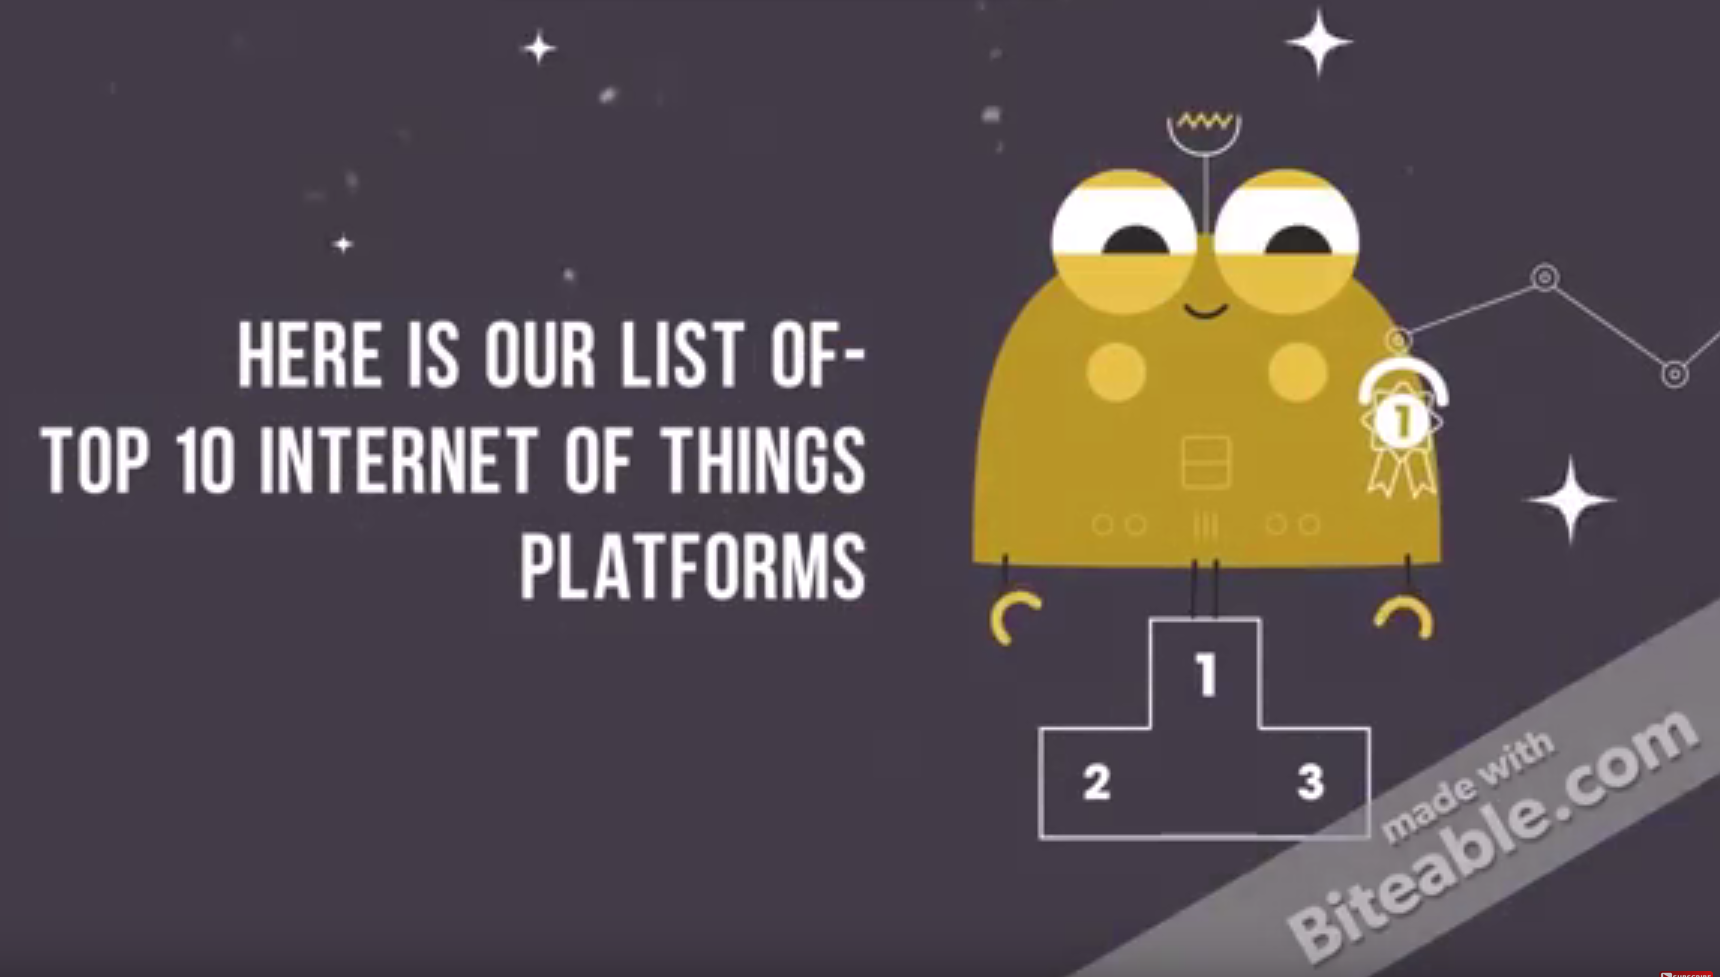 HERE IS OUR LIST OF-
TOP 10 INTERNET OF THINGS
PLATFORMS
1
1
2
3
made with
Biteable.com